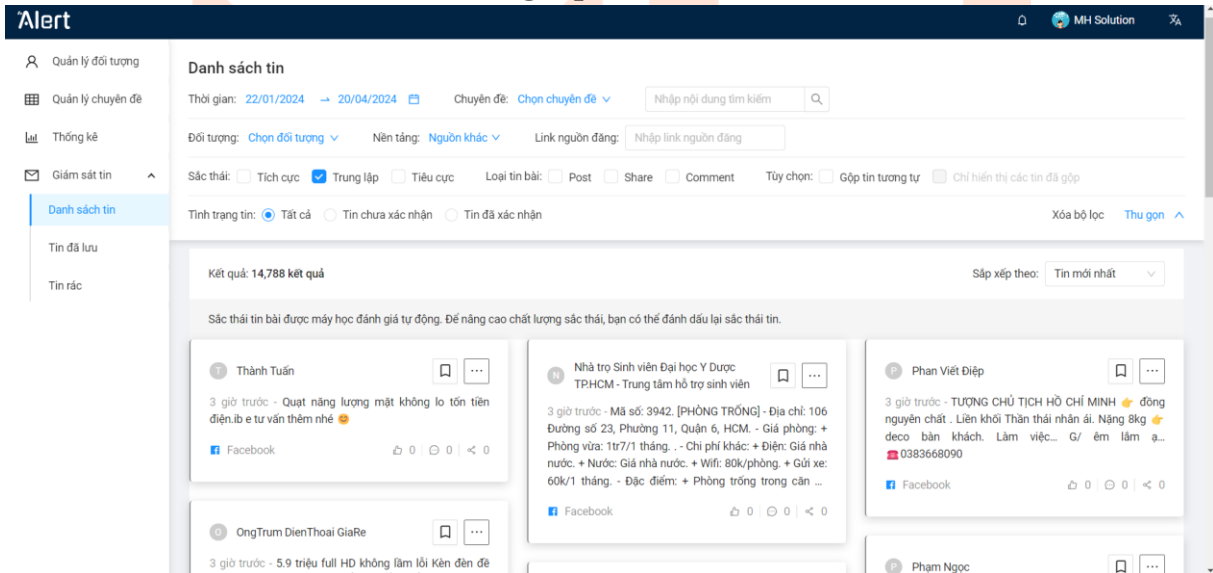 Alert
MH Solution
Quản lý đối tượng
Quản lý chuyên đề
Thống kê
Giám sát tin
Danh sách tin
Tin đã lưu
Tin rác
Danh sách tin
Thời gian: 22/01/2024 → 20/04/2024 Chuyên đề: Chọn chuyên đề Nhập nội dung tìm kiếm
Đối tượng: Chọn đối tượng Nền tảng: Nguồn khác Link nguồn đăng: Nhập link nguồn đăng
Sắc thái: Tích cực Trung lập Tiêu cực Loại tin bài: Post Share Comment Tùy chọn: Gộp tin tương tự Chỉ hiển thị các tin đã gộp
Tình trạng tin: Tất cả Tin chưa xác nhận Tin đã xác nhận Xóa bộ lọc Thu gọn
Kết quả: 14,788 kết quả Sắp xếp theo: Tin mới nhất
Sắc thái tin bài được máy học đánh giá tự động. Để nâng cao chất lượng sắc thái, bạn có thể đánh dấu lại sắc thái tin.
T Thành Tuấn
3 giờ trước - Quạt năng lượng mặt không lo tốn tiền
điện.ib e tư vấn thêm nhé 😊
Facebook 0 0 0
O OngTrum DienThoai GiaRe
3 giờ trước - 5.9 triệu full HD không lầm lỗi Kèn đèn đề
N Nhà trọ Sinh viên Đại học Y Dược
TP.HCM - Trung tâm hỗ trợ sinh viên
3 giờ trước - Mã số: 3942. [PHÒNG TRỐNG] - Địa chỉ: 106
Đường số 23, Phường 11, Quận 6, HCM. - Giá phòng: +
Phòng vừa: 1tr7/1 tháng. . - Chi phí khác: + Điện: Giá nhà
nước. + Nước: Giá nhà nước. + Wifi: 80k/phòng. + Gửi xe:
60k/1 tháng. - Đặc điểm: + Phòng trống trong căn ...
Facebook 0 0 0
P Phan Viết Điệp
3 giờ trước - TƯỢNG CHỦ TỊCH HỒ CHÍ MINH 👉 đồng
nguyên chất . Liền khối Thần thái nhân ái. Nặng 8kg 👉
deco bàn khách. Làm việc... G/ êm lắm ạ...
☎️0383668090
Facebook 0 0 0
P Phạm Ngọc